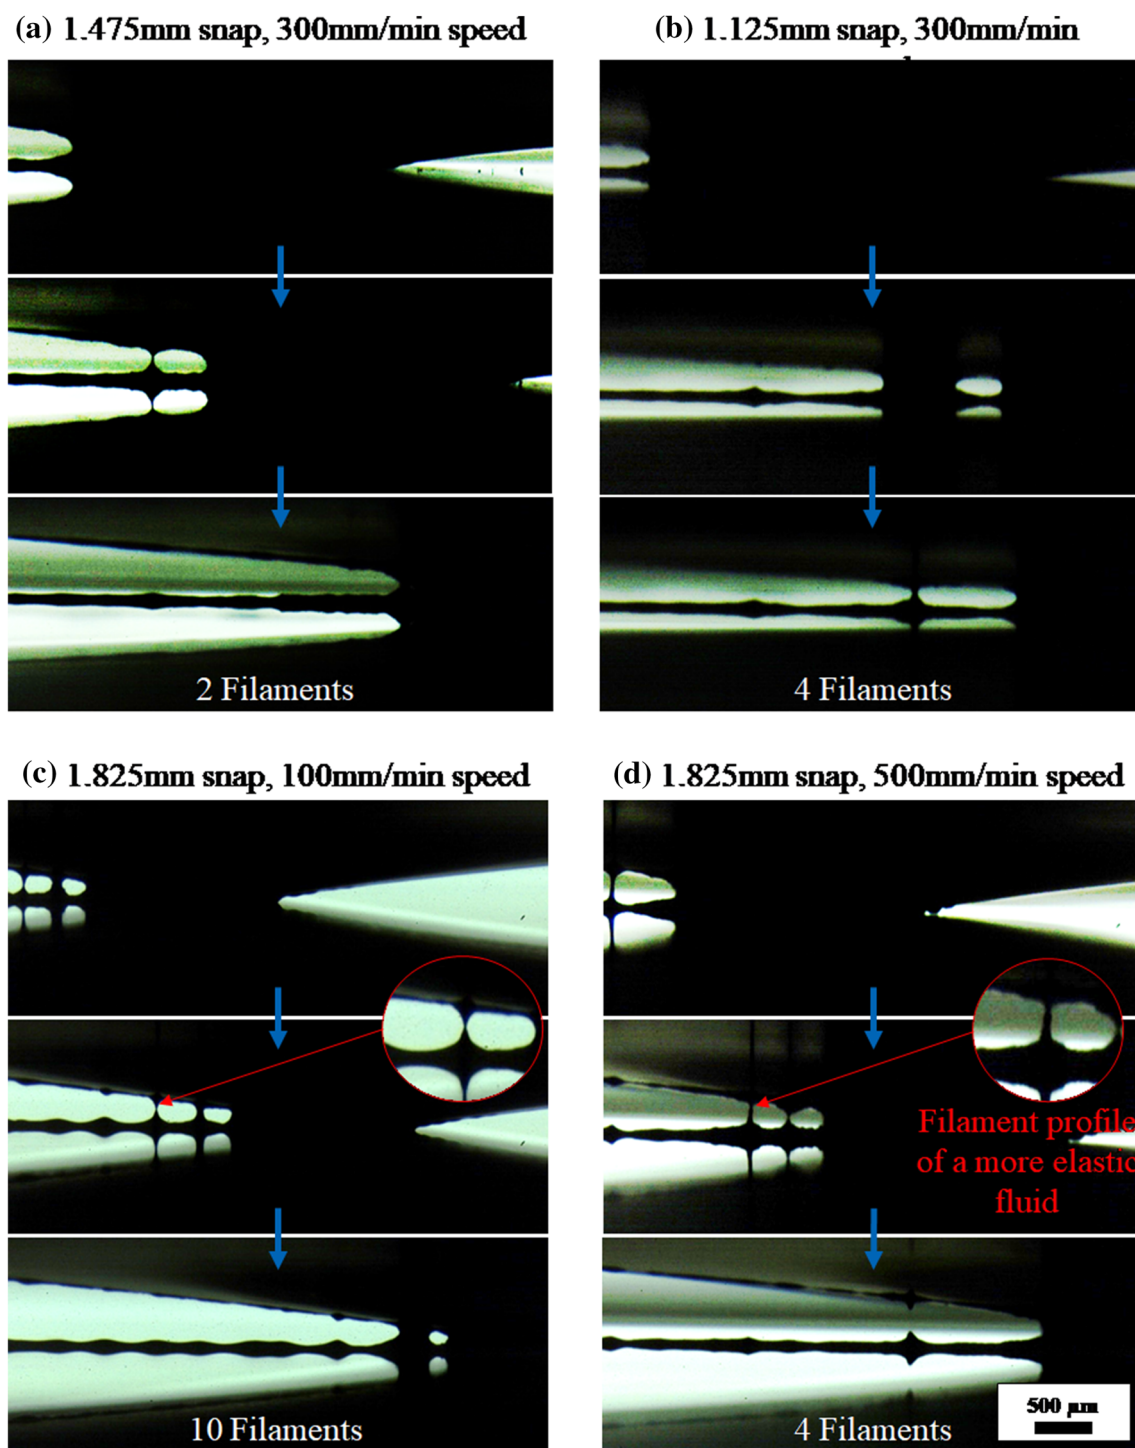 (a) 1.475mm snap, 300mm/min speed
(b) 1.125mm snap, 300mm/min
2 Filaments
4 Filaments
(c) 1.825mm snap, 100mm/min speed
(d) 1.825mm snap, 500mm/min speed
Filament profile
of a more elastic
fluid
10 Filaments
4 Filaments
500 μm